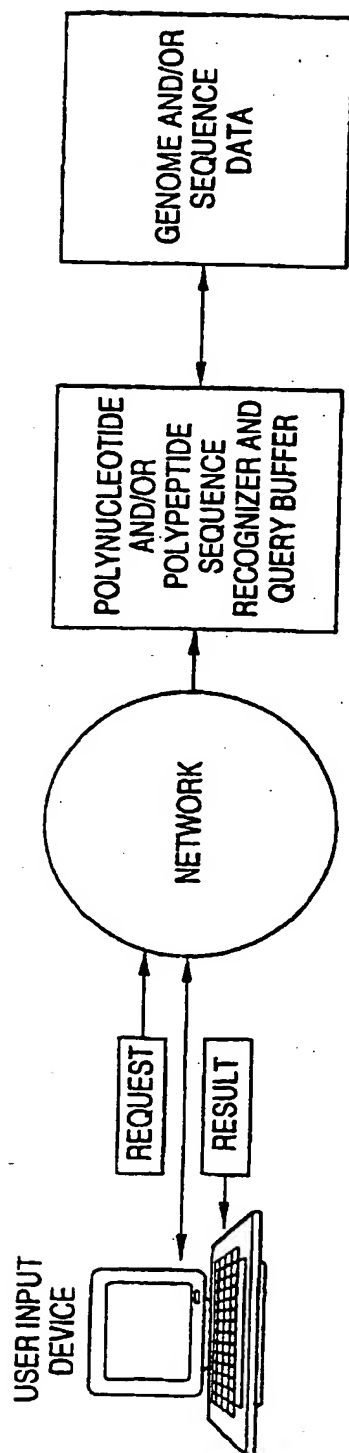 USER INPUT
DEVICE
REQUEST
RESULT
NETWORK
POLYNUCLEOTIDE
AND/OR
POLYPEPTIDE
SEQUENCE
RECOGNIZER AND
QUERY BUFFER
GENOME AND/OR
SEQUENCE
DATA